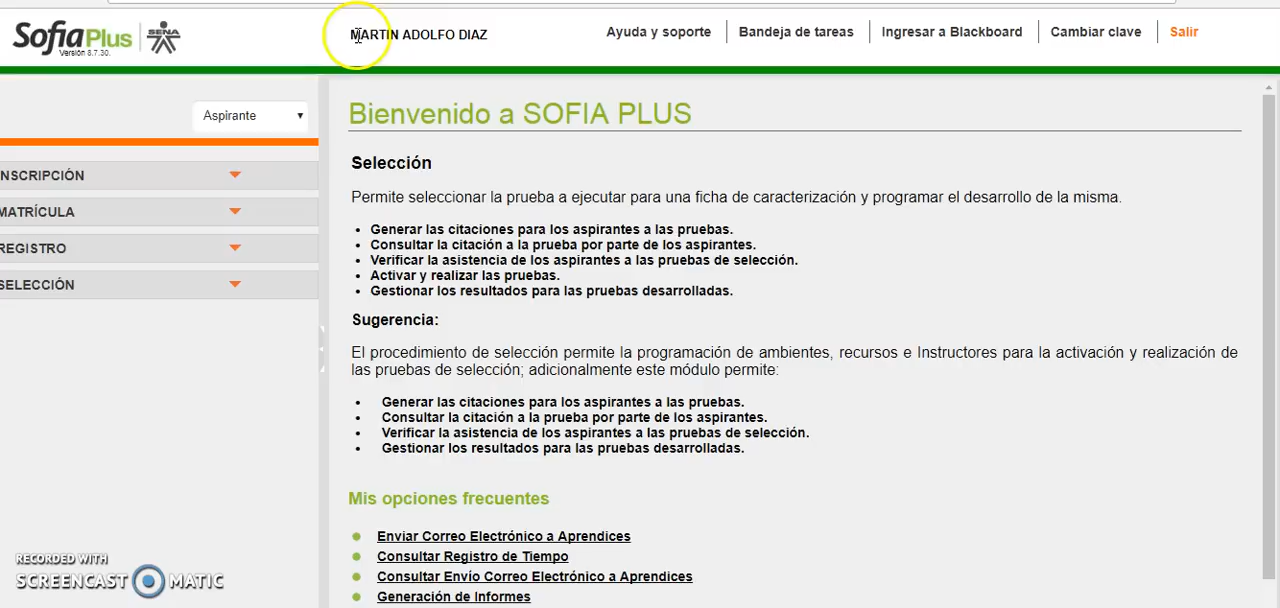 SofiaPlus
Versión 8.7.30.
SENA
MARTIN ADOLFO DIAZ
Ayuda y soporte
Bandeja de tareas
Ingresar a Blackboard
Cambiar clave
Salir
Aspirante
NSCRIPCIÓN
MATRÍCULA
REGISTRO
SELECCIÓN
Bienvenido a SOFIA PLUS
Selección
Permite seleccionar la prueba a ejecutar para una ficha de caracterización y programar el desarrollo de la misma.
• Generar las citaciones para los aspirantes a las pruebas.
• Consultar la citación a la prueba por parte de los aspirantes.
• Verificar la asistencia de los aspirantes a las pruebas de selección.
• Activar y realizar las pruebas.
• Gestionar los resultados para las pruebas desarrolladas.
Sugerencia:
El procedimiento de selección permite la programación de ambientes, recursos e Instructores para la activación y realización de
las pruebas de selección; adicionalmente este módulo permite:
• Generar las citaciones para los aspirantes a las pruebas.
• Consultar la citación a la prueba por parte de los aspirantes.
• Verificar la asistencia de los aspirantes a las pruebas de selección.
• Gestionar los resultados para las pruebas desarrolladas.
Mis opciones frecuentes
Enviar Correo Electrónico a Aprendices
Consultar Registro de Tiempo
Consultar Envío Correo Electrónico a Aprendices
Generación de Informes
RECORDED WITH
SCREENCAST MATIC